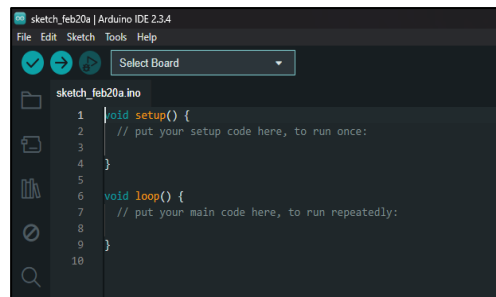 sketch_feb20a | Arduino IDE 2.3.4
File Edit Sketch Tools Help
Select Board
sketch_feb20a.ino
1 void setup() {
2 // put your setup code here, to run once:
3
4 }
5
6 void loop() {
7 // put your main code here, to run repeatedly:
8
9 }
10